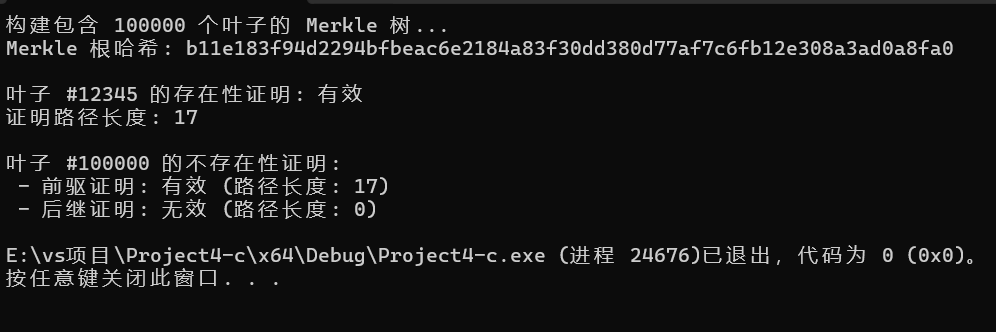 构建包含 100000 个叶子的 Merkle 树...
Merkle 根哈希: b11e183f94d2294bfbeac6e2184a83f30dd380d77af7c6fb12e308a3ad0a8fa0
叶子 #12345 的存在性证明: 有效
证明路径长度: 17
叶子 #100000 的不存在性证明:
- 前驱证明: 有效 (路径长度: 17)
- 后继证明: 无效 (路径长度: 0)
E:\vs项目\Project4-c\x64\Debug\Project4-c.exe (进程 24676)已退出，代码为 0 (0x0)。
按任意键关闭此窗口. . .